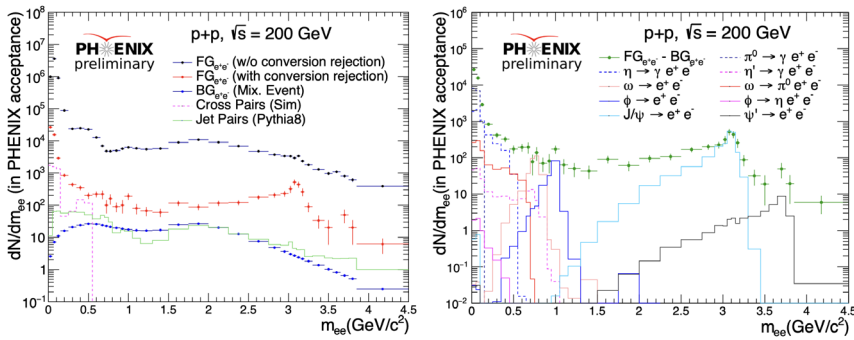 p+p, √s = 200 GeV
PHENIX
preliminary
FG_e+e- (w/o conversion rejection)
FG_e+e- (with conversion rejection)
BG_e+e- (Mix. Event)
Cross Pairs (Sim)
Jet Pairs (Pythia8)
dN/dm_ee (in PHENIX acceptance)
10^8
10^7
10^6
10^5
10^4
10^3
10^2
10
1
10^-1
0 0.5 1 1.5 2 2.5 3 3.5 4 4.5
m_ee(GeV/c^2)
p+p, √s = 200 GeV
PHENIX
preliminary
FG_e+e- - BG_e+e-
η → γ e+ e-
ω → e+ e-
ϕ → e+ e-
J/ψ → e+ e-
π^0 → γ e+ e-
η' → γ e+ e-
ω → π^0 e+ e-
ϕ → η e+ e-
ψ' → e+ e-
dN/dm_ee (in PHENIX acceptance)
10^6
10^5
10^4
10^3
10^2
10
1
10^-1
10^-2
0 0.5 1 1.5 2 2.5 3 3.5 4 4.5
m_ee(GeV/c^2)